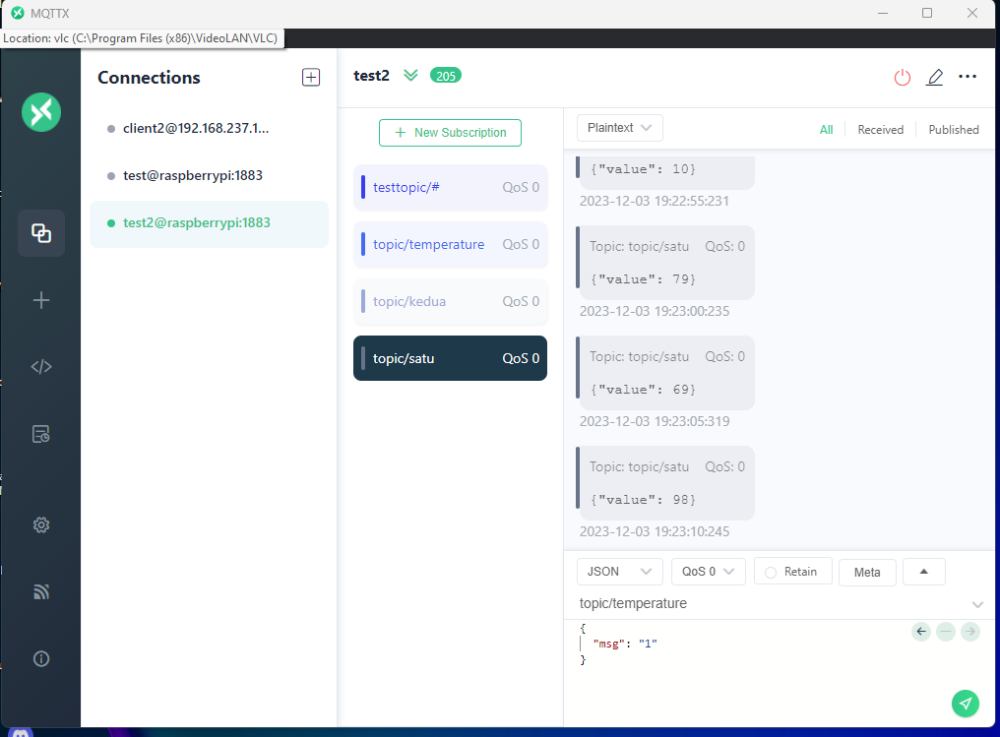 MQTTX
Location: vlc (C:\Program Files (x86)\VideoLAN\VLC)
Connections
client2@192.168.237.1...
test@raspberrypi:1883
test2@raspberrypi:1883
test2
205
New Subscription
testtopic/# QoS 0
topic/temperature QoS 0
topic/kedua QoS 0
topic/satu QoS 0
Plaintext
All Received Published
{"value": 10}
2023-12-03 19:22:55:231
Topic: topic/satu QoS: 0
{"value": 79}
2023-12-03 19:23:00:235
Topic: topic/satu QoS: 0
{"value": 69}
2023-12-03 19:23:05:319
Topic: topic/satu QoS: 0
{"value": 98}
2023-12-03 19:23:10:245
JSON QoS 0 Retain Meta
topic/temperature
{
"msg": "1"
}